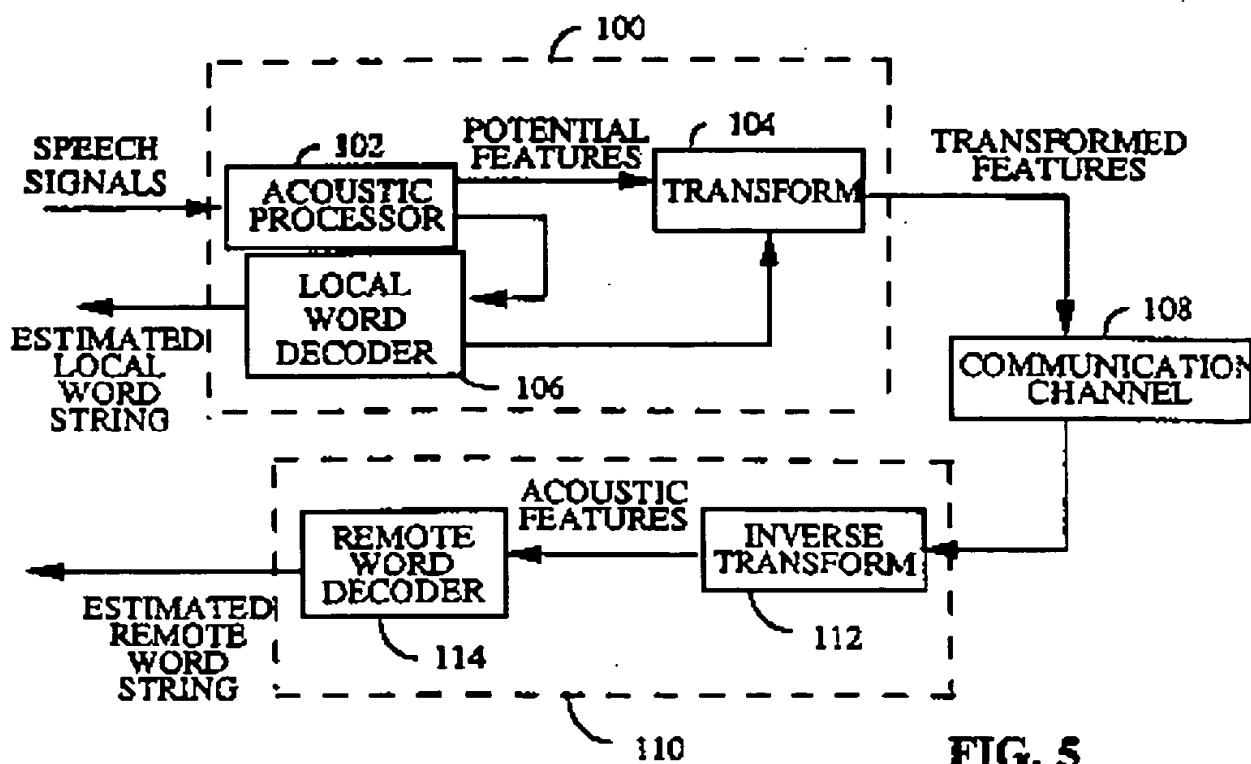 100
SPEECH
SIGNALS
102
ACOUSTIC
PROCESSOR
POTENTIAL
FEATURES
104
TRANSFORM
TRANSFORMED
FEATURES
LOCAL
WORD
DECODER
106
ESTIMATED
LOCAL
WORD
STRING
108
COMMUNICATION
CHANNEL
REMOTE
WORD
DECODER
114
ACOUSTIC
FEATURES
INVERSE
TRANSFORM
112
ESTIMATED
REMOTE
WORD
STRING
110
FIG. 5